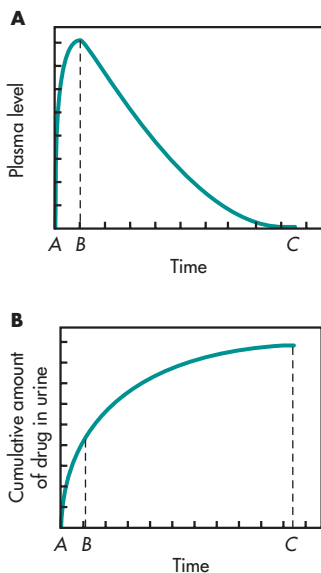 A
Plasma level
A B C
Time
B
Cumulative amount
of drug in urine
A B C
Time